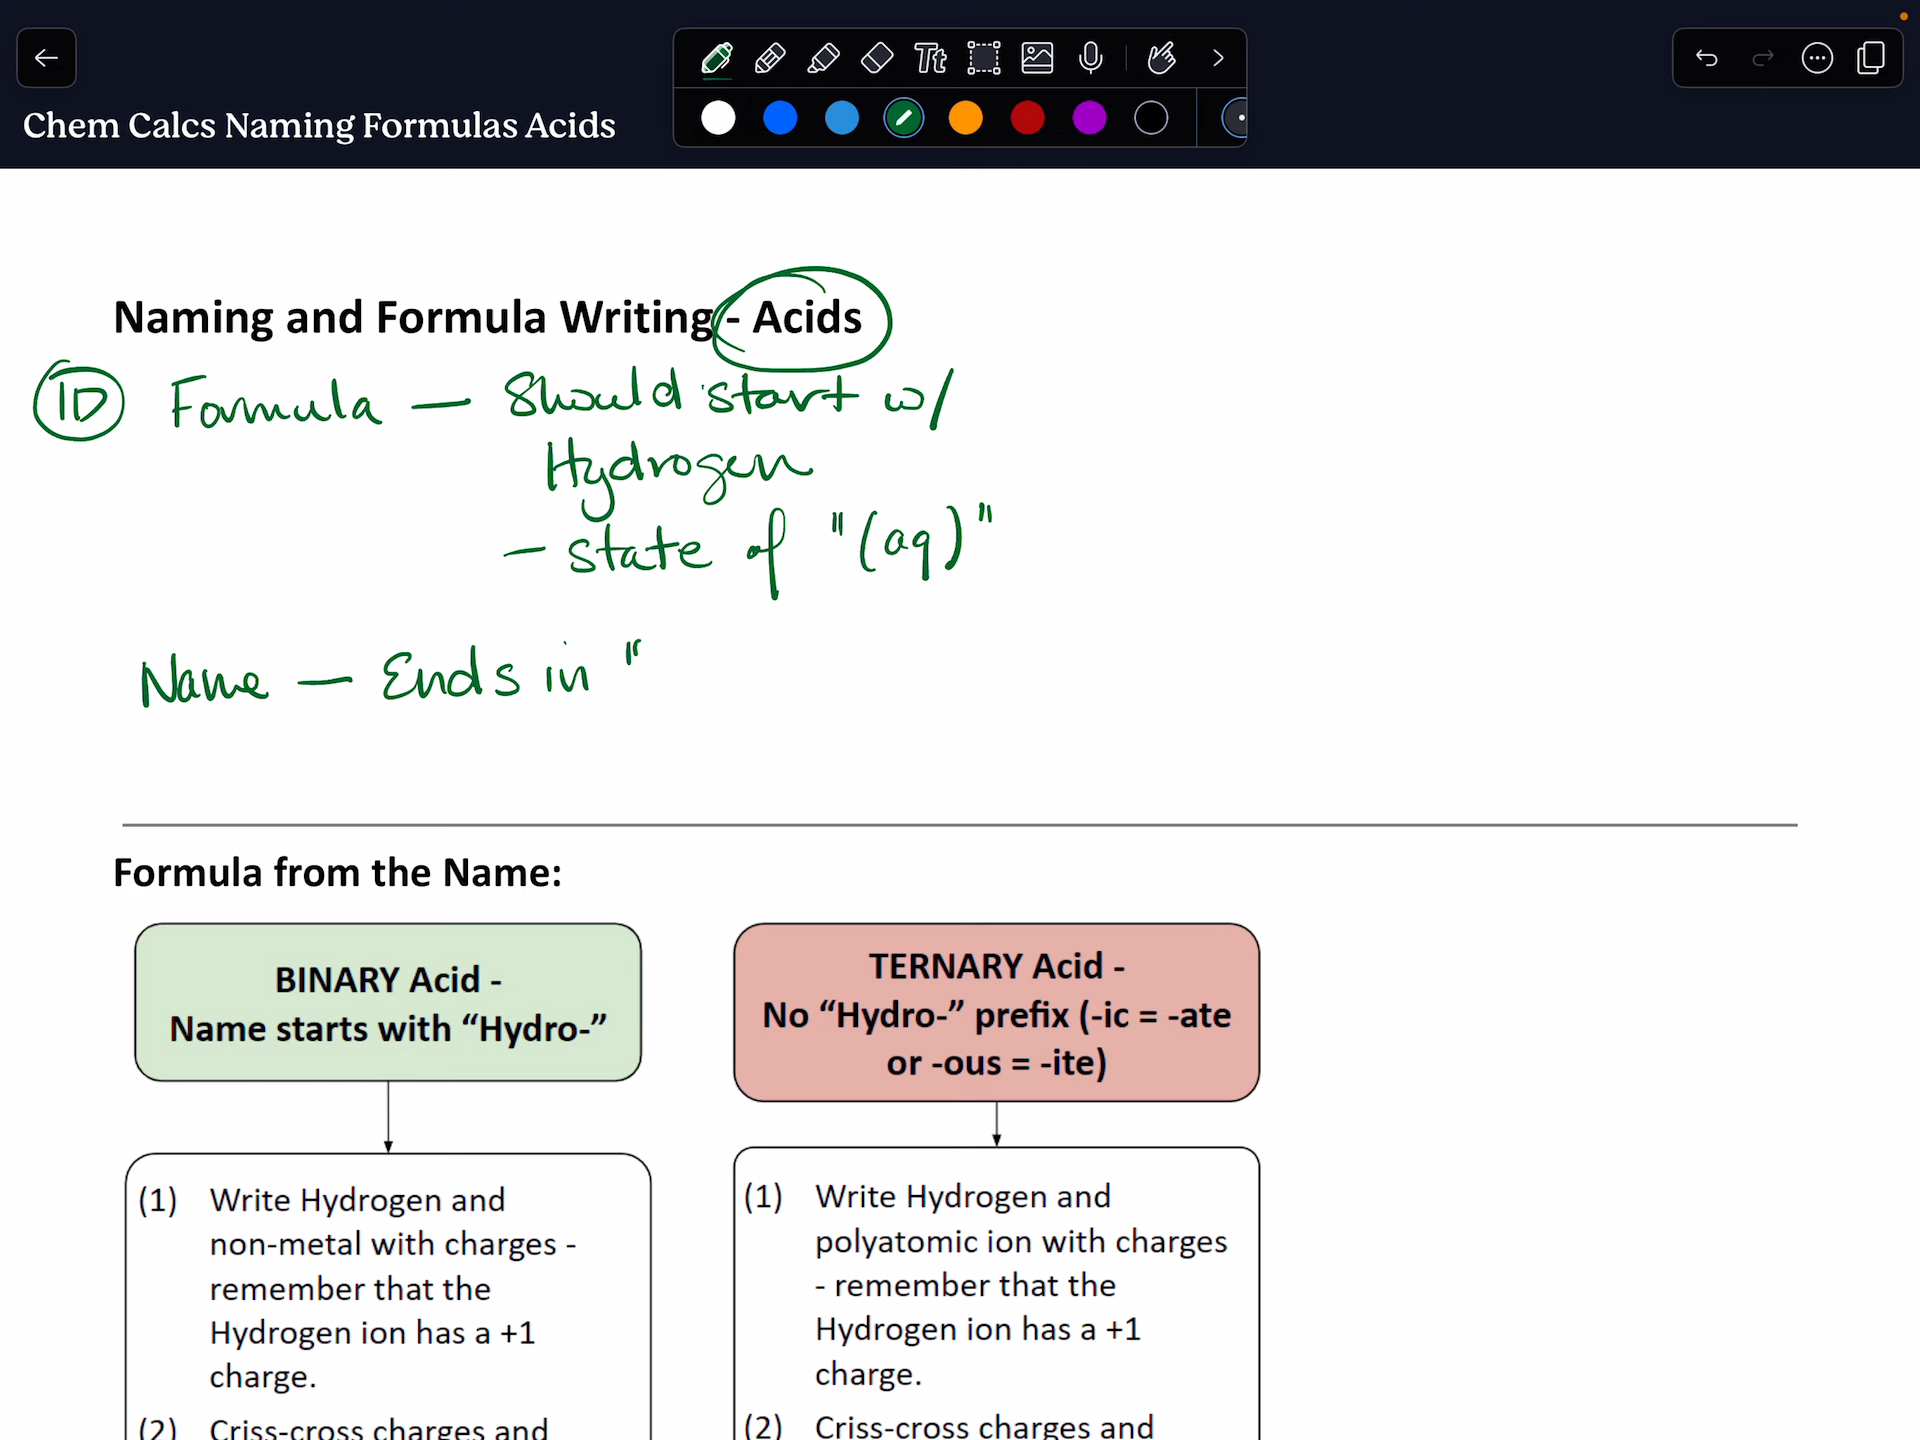 Chem Calcs Naming Formulas Acids
Tt
Naming and Formula Writing - Acids
ID Formula — Should start w/
Hydrogen
- state of "(aq)"
Name — Ends in "
Formula from the Name:
BINARY Acid -
Name starts with “Hydro-”
TERNARY Acid -
No “Hydro-” prefix (-ic = -ate
or -ous = -ite)
(1) Write Hydrogen and
non-metal with charges -
remember that the
Hydrogen ion has a +1
charge.
(2) Criss-cross charges and
(1) Write Hydrogen and
polyatomic ion with charges
- remember that the
Hydrogen ion has a +1
charge.
(2) Criss-cross charges and